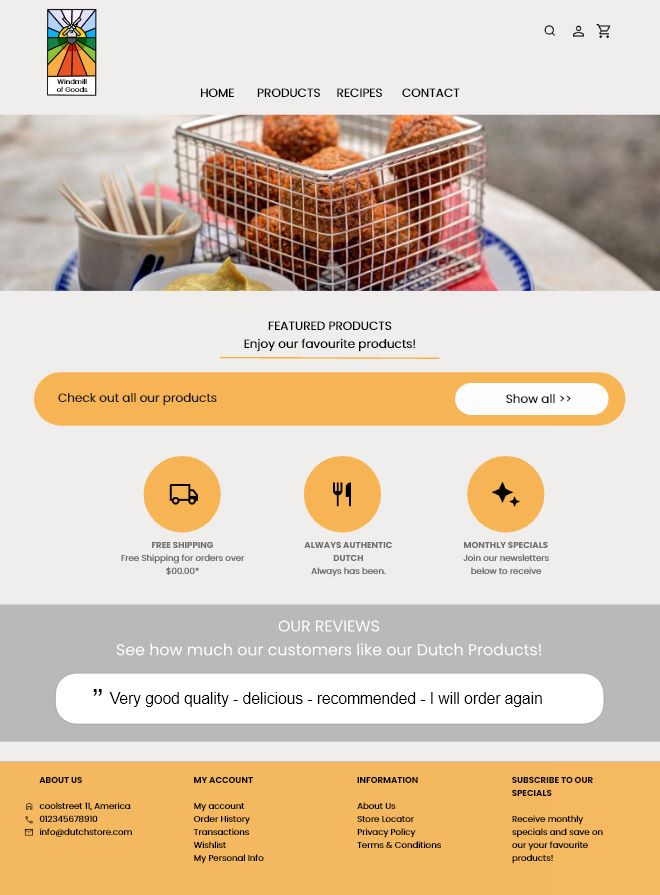 Windmill
of Goods
HOME PRODUCTS RECIPES CONTACT
FEATURED PRODUCTS
Enjoy our favourite products!
Check out all our products
Show all >>
FREE SHIPPING
Free Shipping for orders over
$00.00*
ALWAYS AUTHENTIC
DUTCH
Always has been.
MONTHLY SPECIALS
Join our newsletters
below to receive
OUR REVIEWS
See how much our customers like our Dutch Products!
” Very good quality - delicious - recommended - I will order again
ABOUT US
coolstreet 11, America
012345678910
info@dutchstore.com
MY ACCOUNT
My account
Order History
Transactions
Wishlist
My Personal Info
INFORMATION
About Us
Store Locator
Privacy Policy
Terms & Conditions
SUBSCRIBE TO OUR
SPECIALS
Receive monthly
specials and save on
our your favourite
products!